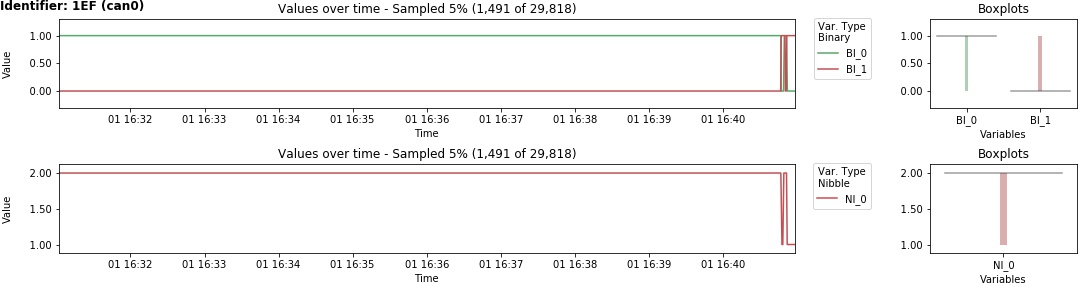 Identifier: 1EF (can0)
Values over time - Sampled 5% (1,491 of 29,818)
Value
1.00
0.50
0.00
01 16:32 01 16:33 01 16:34 01 16:35 01 16:36 01 16:37 01 16:38 01 16:39 01 16:40
Time
Var. Type
Binary
BI_0
BI_1
Boxplots
1.00
0.50
0.00
BI_0 BI_1
Variables
Values over time - Sampled 5% (1,491 of 29,818)
Value
2.00
1.50
1.00
01 16:32 01 16:33 01 16:34 01 16:35 01 16:36 01 16:37 01 16:38 01 16:39 01 16:40
Time
Var. Type
Nibble
NI_0
Boxplots
2.00
1.50
1.00
NI_0
Variables